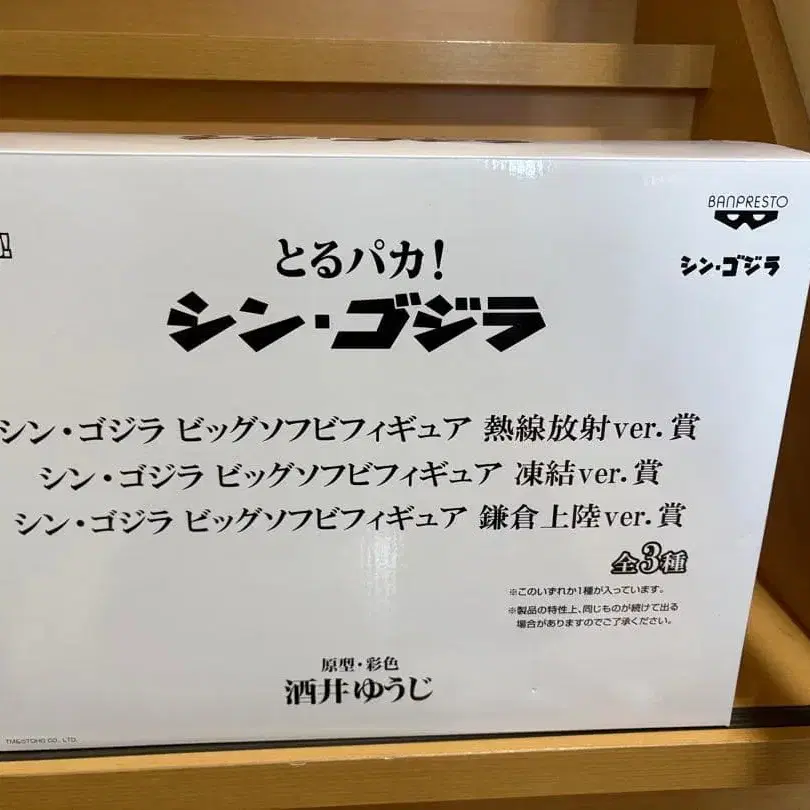 BANPRESTO
シン・ゴジラ
とるパカ!
シン・ゴジラ
シン・ゴジラ ビッグソフビフィギュア 熱線放射ver.賞
シン・ゴジラ ビッグソフビフィギュア 凍結ver.賞
シン・ゴジラ ビッグソフビフィギュア 鎌倉上陸ver.賞
全3種
※このいずれか1種が入っています。
※製品の特性上、同じものが続けて出る
場合がありますのでご了承ください。
原型・彩色
酒井ゆうじ
TM&©TOHO CO., LTD.